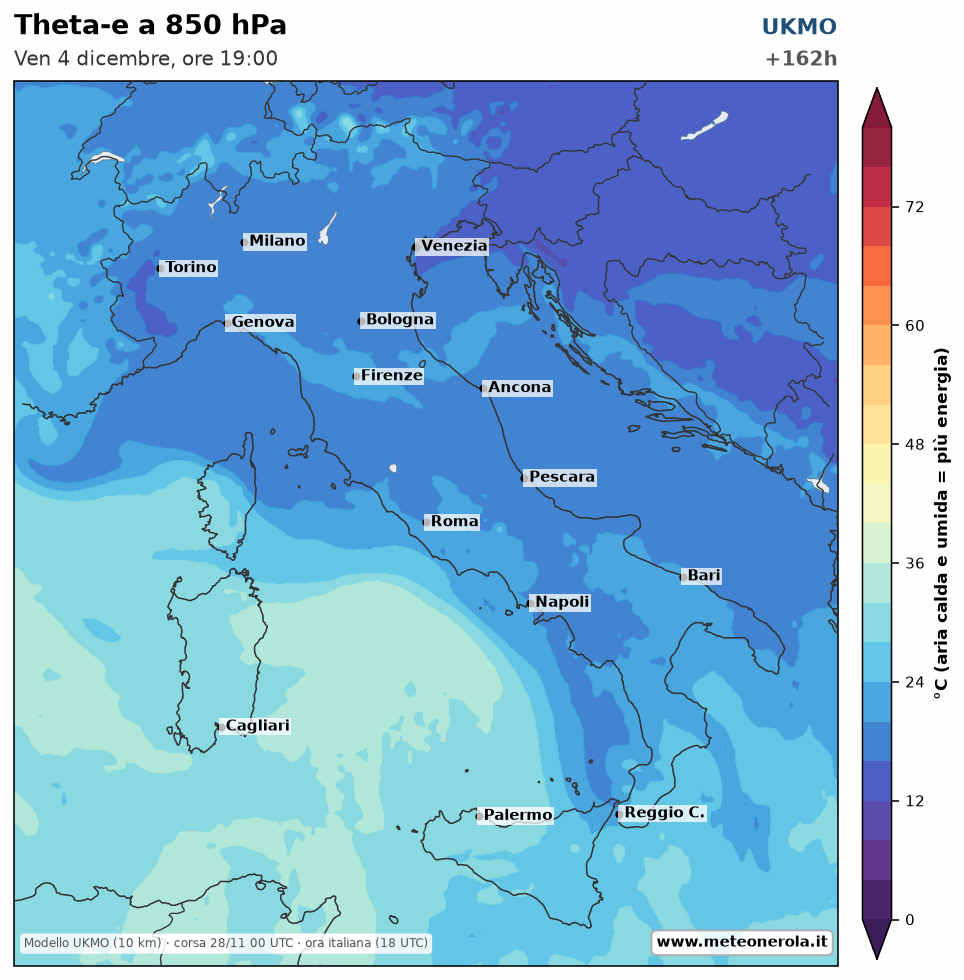 Theta-e a 850 hPa
UKMO
Ven 4 dicembre, ore 19:00
+162h
Milano
Venezia
Torino
Genova
Bologna
Firenze
Ancona
Pescara
Roma
Bari
Napoli
Cagliari
Palermo
Reggio C.
72
60
48
36
24
12
0
°C (aria calda e umida = più energia)
Modello UKMO (10 km) · corsa 28/11 00 UTC · ora italiana (18 UTC)
www.meteonerola.it